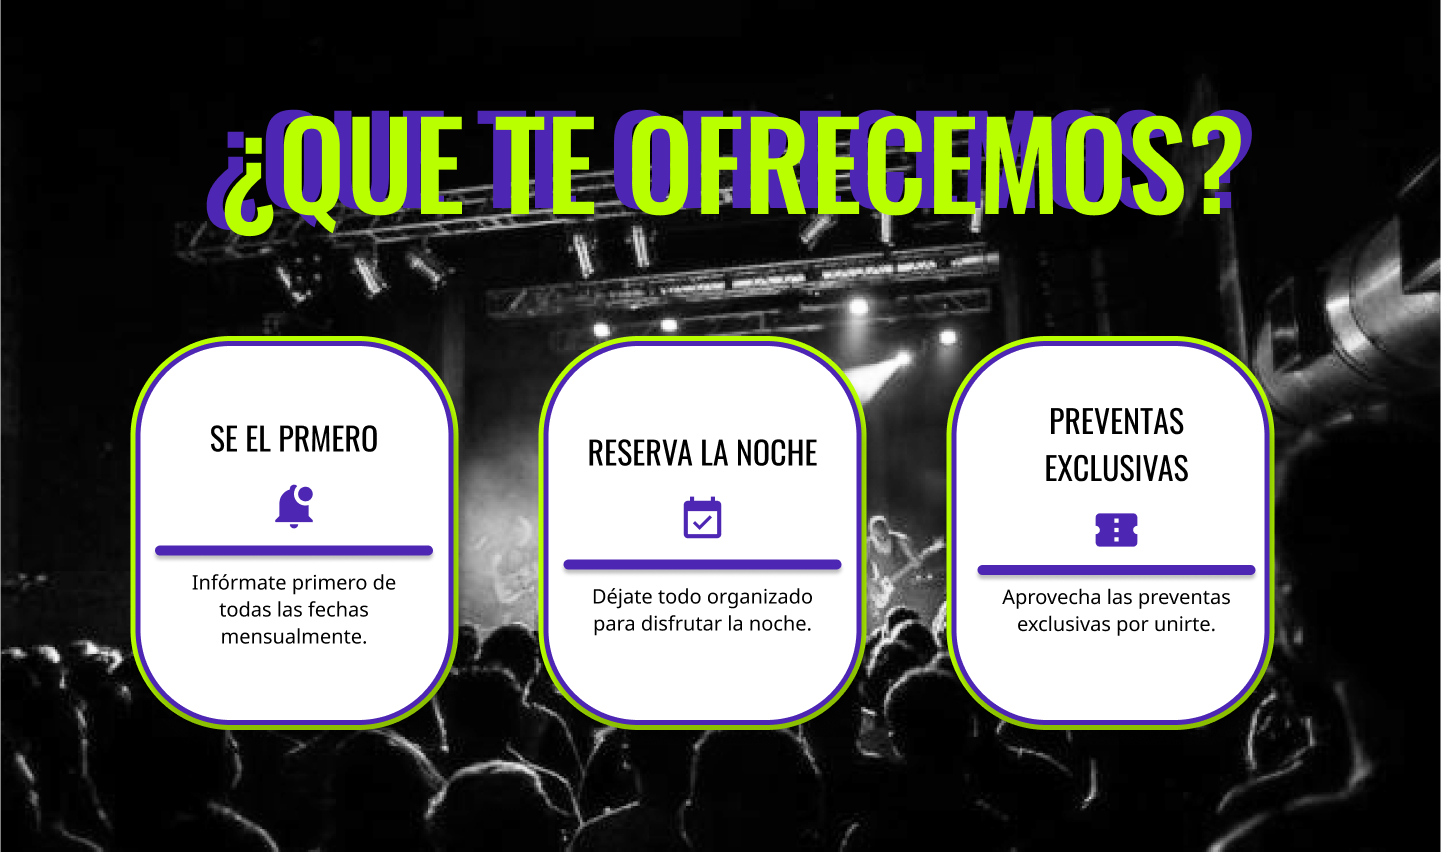 ¿QUE TE OFRECEMOS?
SE EL PRMERO
Infórmate primero de
todas las fechas
mensualmente.
RESERVA LA NOCHE
Déjate todo organizado
para disfrutar la noche.
PREVENTAS
EXCLUSIVAS
Aprovecha las preventas
exclusivas por unirte.